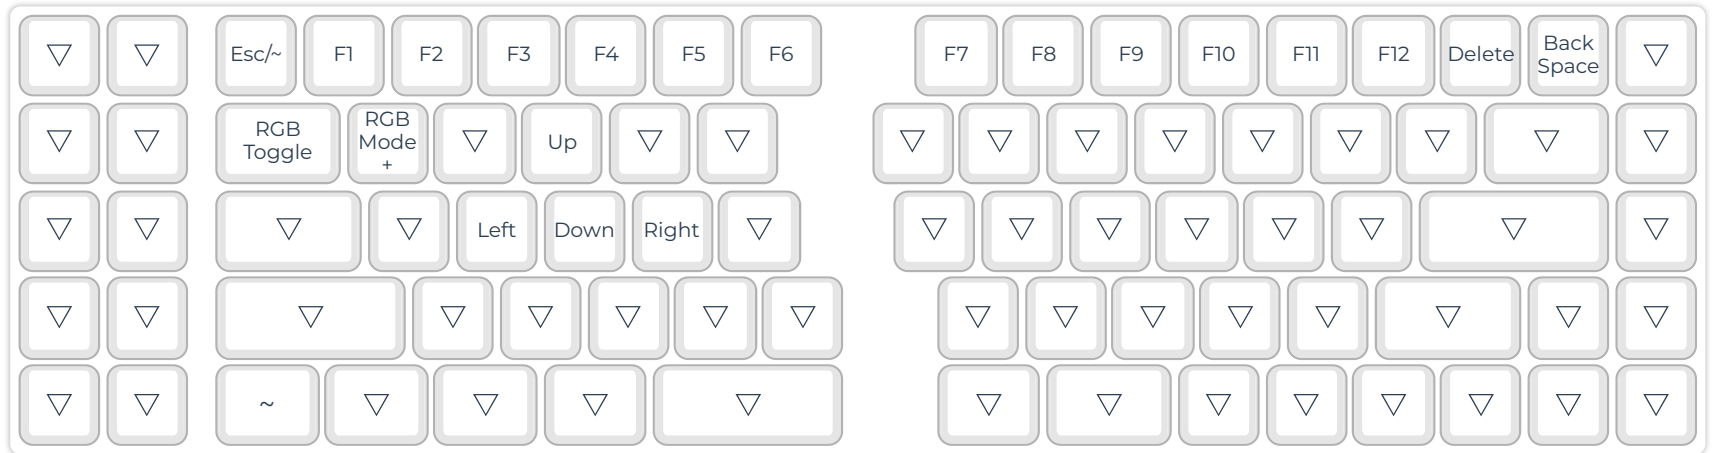 Esc/~ F1 F2 F3 F4 F5 F6 F7 F8 F9 F10 F11 F12 Delete Back
Space
RGB
Toggle
RGB
Mode
+
Up
Left Down Right
~